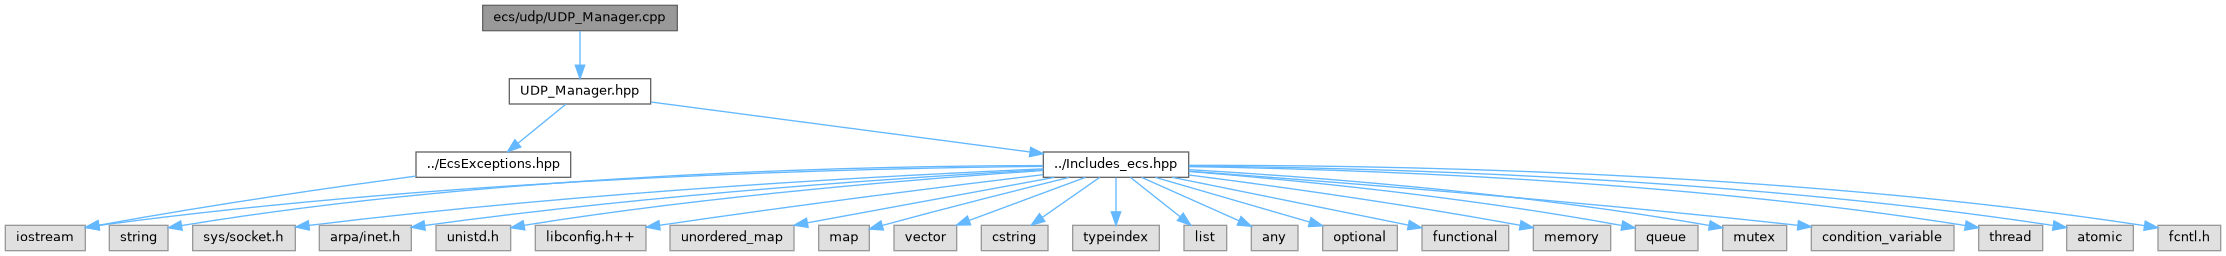 ecs/udp/UDP_Manager.cpp
UDP_Manager.hpp
../EcsExceptions.hpp
../Includes_ecs.hpp
iostream
string
sys/socket.h
arpa/inet.h
unistd.h
libconfig.h++
unordered_map
map
vector
cstring
typeindex
list
any
optional
functional
memory
queue
mutex
condition_variable
thread
atomic
fcntl.h